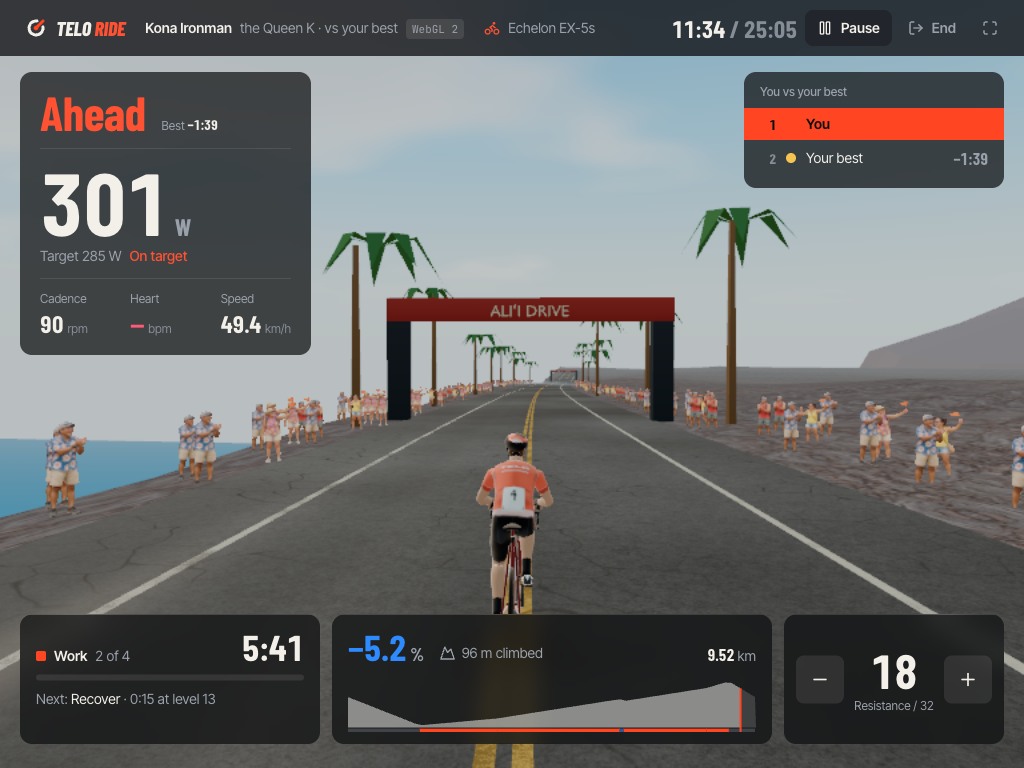 TELO RIDE Kona Ironman the Queen K · vs your best WebGL 2 Echelon EX-5s 11:34 / 25:05 Pause End
Ahead Best −1:39
301 W
Target 285 W On target
Cadence Heart Speed
90 rpm — bpm 49.4 km/h
You vs your best
1 You
2 Your best −1:39
ALI'I DRIVE
4
Work 2 of 4 5:41
Next: Recover · 0:15 at level 13
−5.2 % 96 m climbed 9.52 km
− 18 +
Resistance / 32